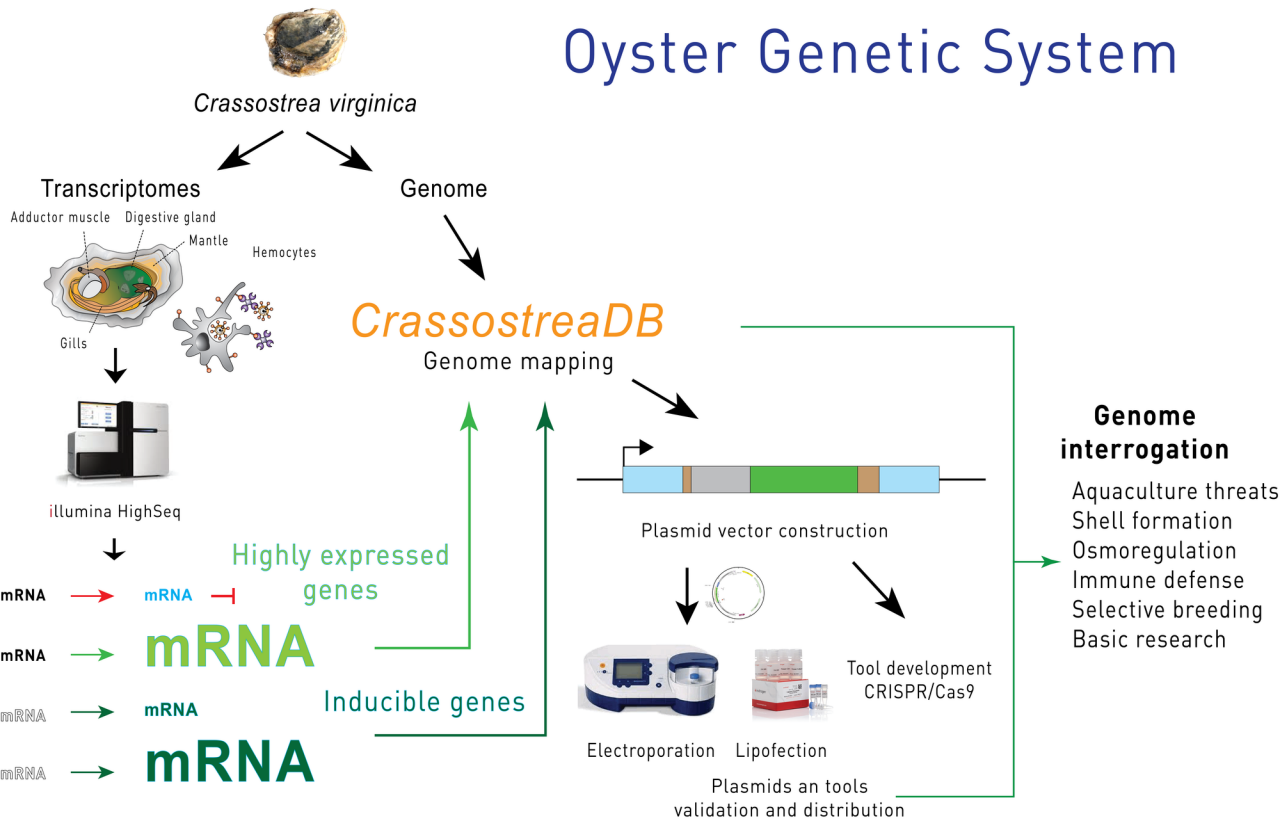 Oyster Genetic System
Crassostrea virginica
Transcriptomes
Genome
Adductor muscle
Digestive gland
Mantle
Hemocytes
Gills
CrassostreaDB
Genome mapping
illumina HighSeq
Highly expressed
genes
mRNA
mRNA
mRNA
mRNA
Inducible genes
mRNA
mRNA
mRNA
mRNA
Plasmid vector construction
Tool development
CRISPR/Cas9
Electroporation
Lipofection
Plasmids an tools
validation and distribution
Genome
interrogation
Aquaculture threats
Shell formation
Osmoregulation
Immune defense
Selective breeding
Basic research